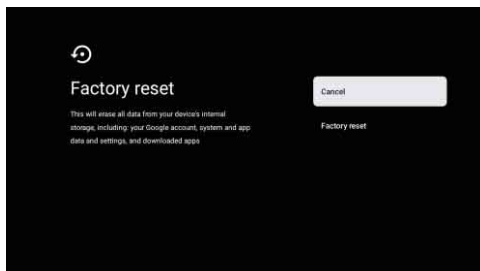 Factory reset
This will erase all data from your device's internal
storage, including: your Google account, system and app
data and settings, and downloaded apps
Cancel
Factory reset